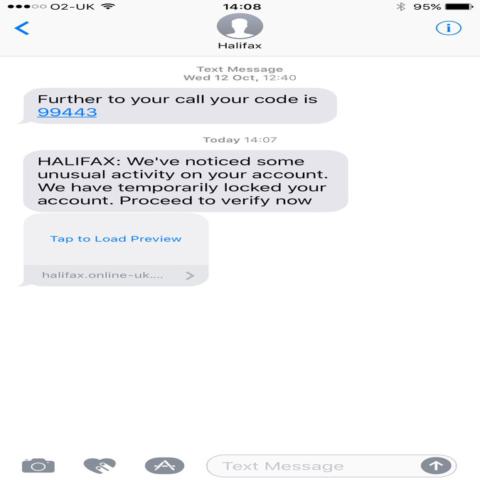 O2-UK 14:08 95%
Halifax
Text Message
Wed 12 Oct, 12:40
Further to your call your code is
99443
Today 14:07
HALIFAX: We've noticed some
unusual activity on your account.
We have temporarily locked your
account. Proceed to verify now
Tap to Load Preview
halifax.online-uk....
Text Message